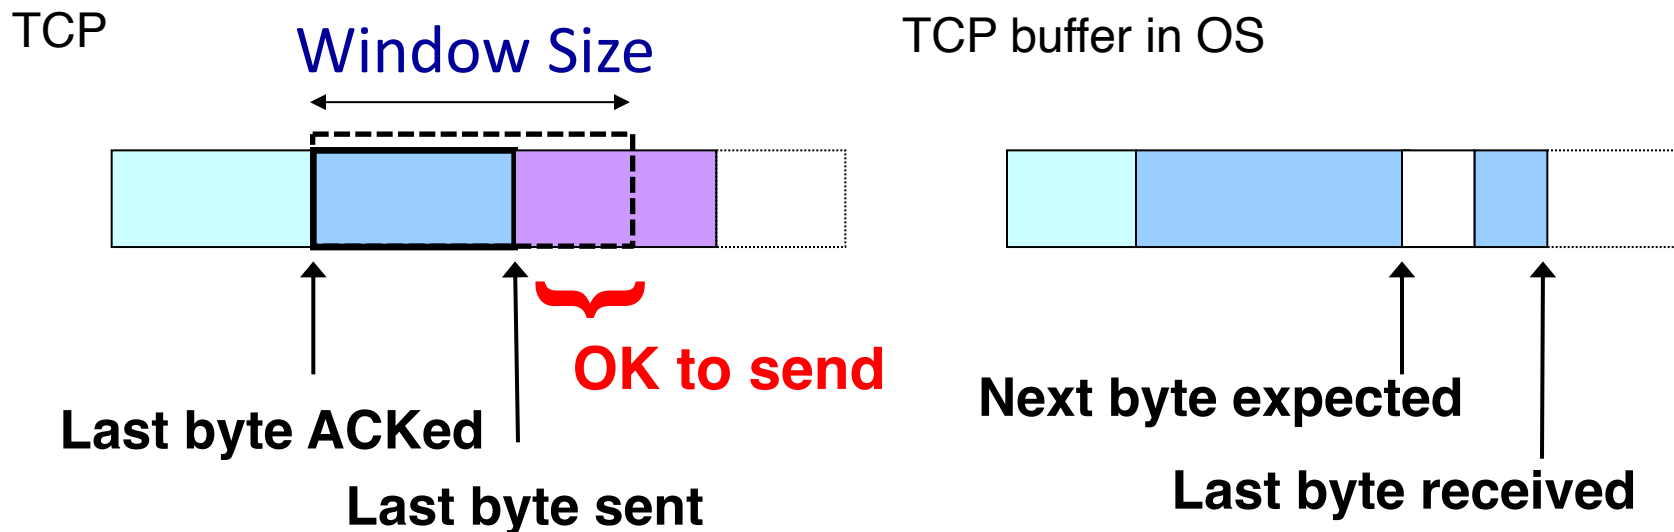 TCP
Window Size
OK to send
Last byte ACKed
Last byte sent
TCP buffer in OS
Next byte expected
Last byte received